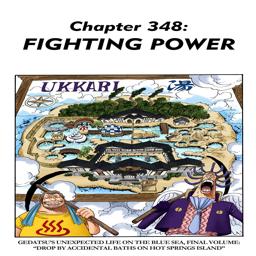 Chapter 348:
FIGHTING POWER
UKKARI 湯
GEDATSU'S UNEXPECTED LIFE ON THE BLUE SEA, FINAL VOLUME:
"DROP BY ACCIDENTAL BATHS ON HOT SPRINGS ISLAND"